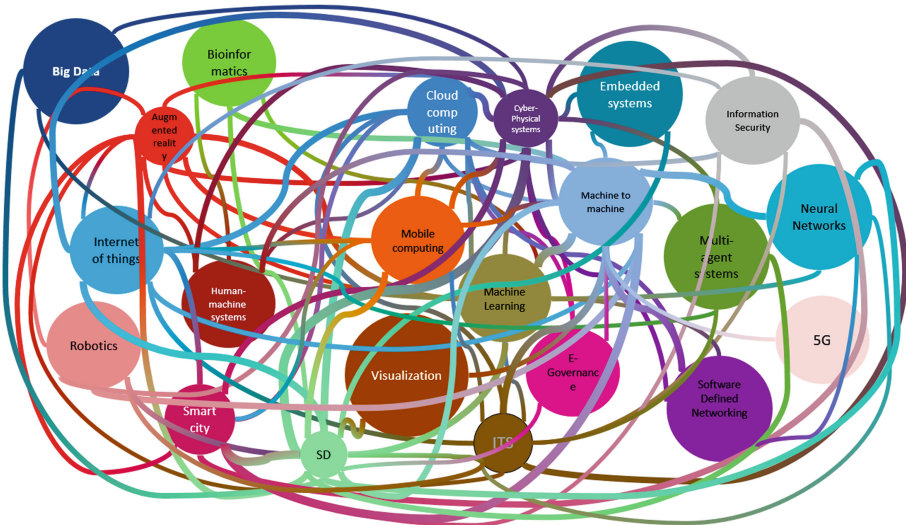 Big Data
Bioinfor
matics
Augm
ented
realit
y
Cloud
comp
uting
Cyber-
Physical
systems
Embedded
systems
Information
Security
Internet
of things
Mobile
computing
Machine to
machine
Multi-
agent
systems
Neural
Networks
Human-
machine
systems
Machine
Learning
Robotics
Visualization
E-
Governanc
e
5G
Smart
city
SD
ITS
Software
Defined
Networking